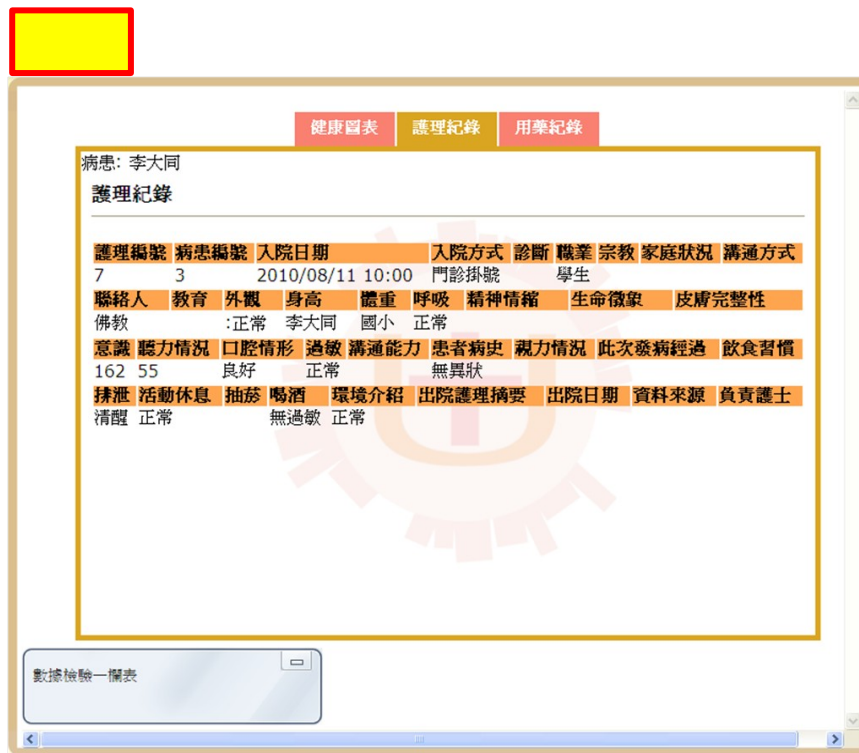 健康圖表 護理紀錄 用藥紀錄
病患: 李大同
護理紀錄
護理編號 病患編號 入院日期 入院方式 診斷 職業 宗教 家庭狀況 溝通方式
7 3 2010/08/11 10:00 門診掛號 學生
聯絡人 教育 外觀 身高 體重 呼吸 精神情緒 生命徵象 皮膚完整性
佛教 :正常 李大同 國小 正常
意識 聽力情況 口腔情形 過敏 溝通能力 患者病史 視力情況 此次發病經過 飲食習慣
162 55 良好 正常 無異狀
排泄 活動休息 抽菸 喝酒 環境介紹 出院護理摘要 出院日期 資料來源 負責護士
清醒 正常 無過敏 正常
數據檢驗一欄表